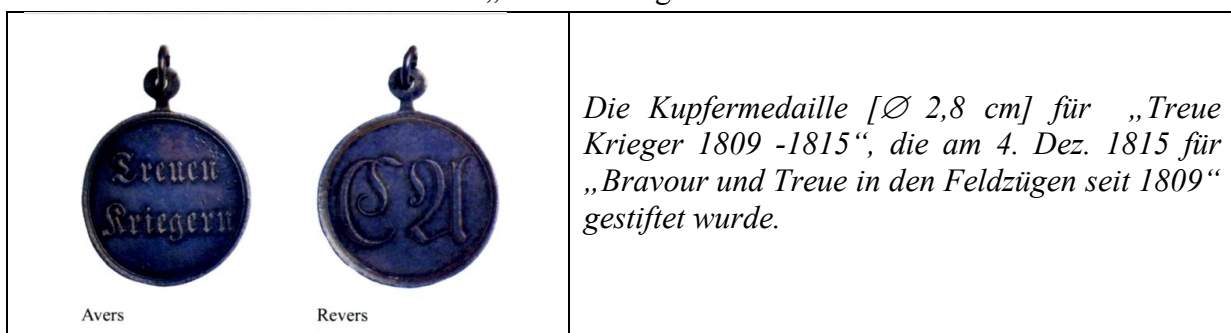 Treuen
Kriegern
CA
Avers
Revers
Die Kupfermedaille [∅ 2,8 cm] für „Treue
Krieger 1809 -1815“, die am 4. Dez. 1815 für
„Bravour und Treue in den Feldzügen seit 1809“
gestiftet wurde.